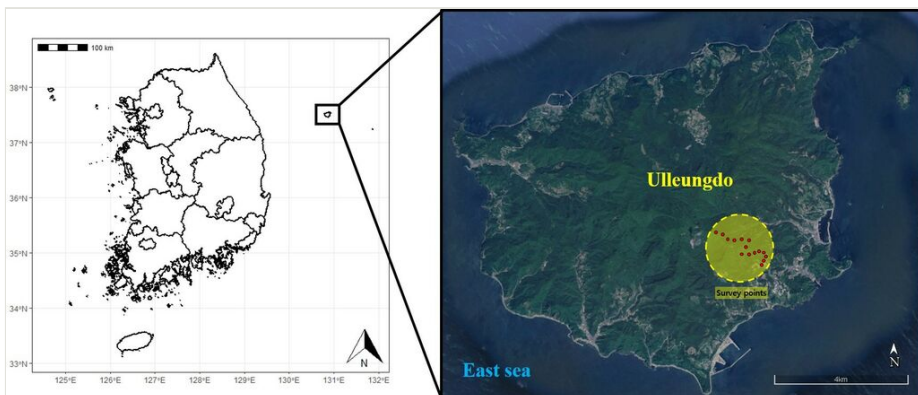 100 km
38°N
37°N
36°N
35°N
34°N
33°N
125°E
126°E
127°E
128°E
129°E
130°E
131°E
132°E
N
Ulleungdo
Survey points
East sea
N
4km